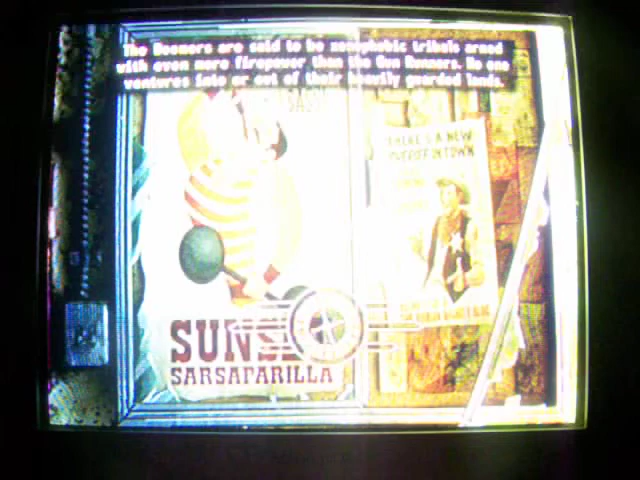 The Boomers are said to be xenophobic tribals armed
with even more firepower than the Gun Runners. No one
ventures into or out of their heavily guarded lands.
THERE'S A NEW
SHERIFF IN TOWN
SUNS
SARSAPARILLA